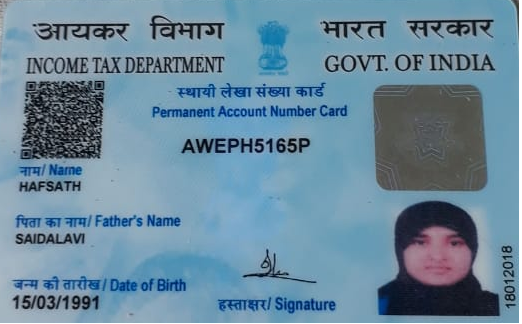 आयकर विभाग
भारत सरकार
INCOME TAX DEPARTMENT
GOVT. OF INDIA
स्थायी लेखा संख्या कार्ड
Permanent Account Number Card
AWEPH5165P
नाम/ Name
HAFSATH
पिता का नाम/ Father's Name
SAIDALAVI
जन्म की तारीख/ Date of Birth
15/03/1991
हस्ताक्षर/ Signature
18012018